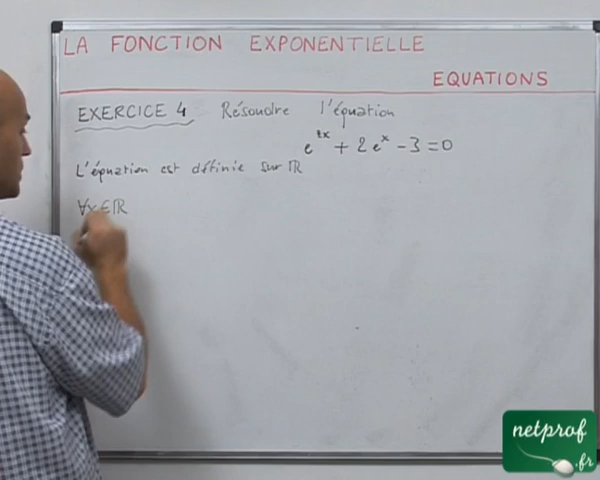 LA FONCTION EXPONENTIELLE
EQUATIONS
EXERCICE 4 Résoudre l'équation
e^{2x} + 2e^x - 3 = 0
L'équation est définie sur ℝ
∀x∈ℝ
netprof
.fr